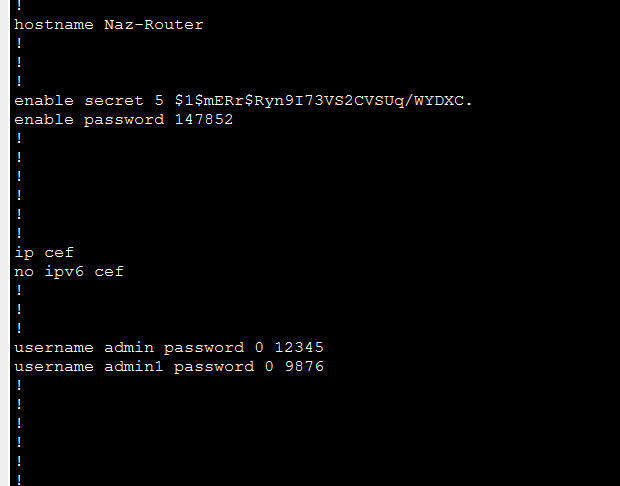 !
hostname Naz-Router
!
!
!
enable secret 5 $1$mERr$Ryn9I73VS2CVSUq/WYDXC.
enable password 147852
!
!
!
!
!
!
ip cef
no ipv6 cef
!
!
!
username admin password 0 12345
username admin1 password 0 9876
!
!
!
!
!
!